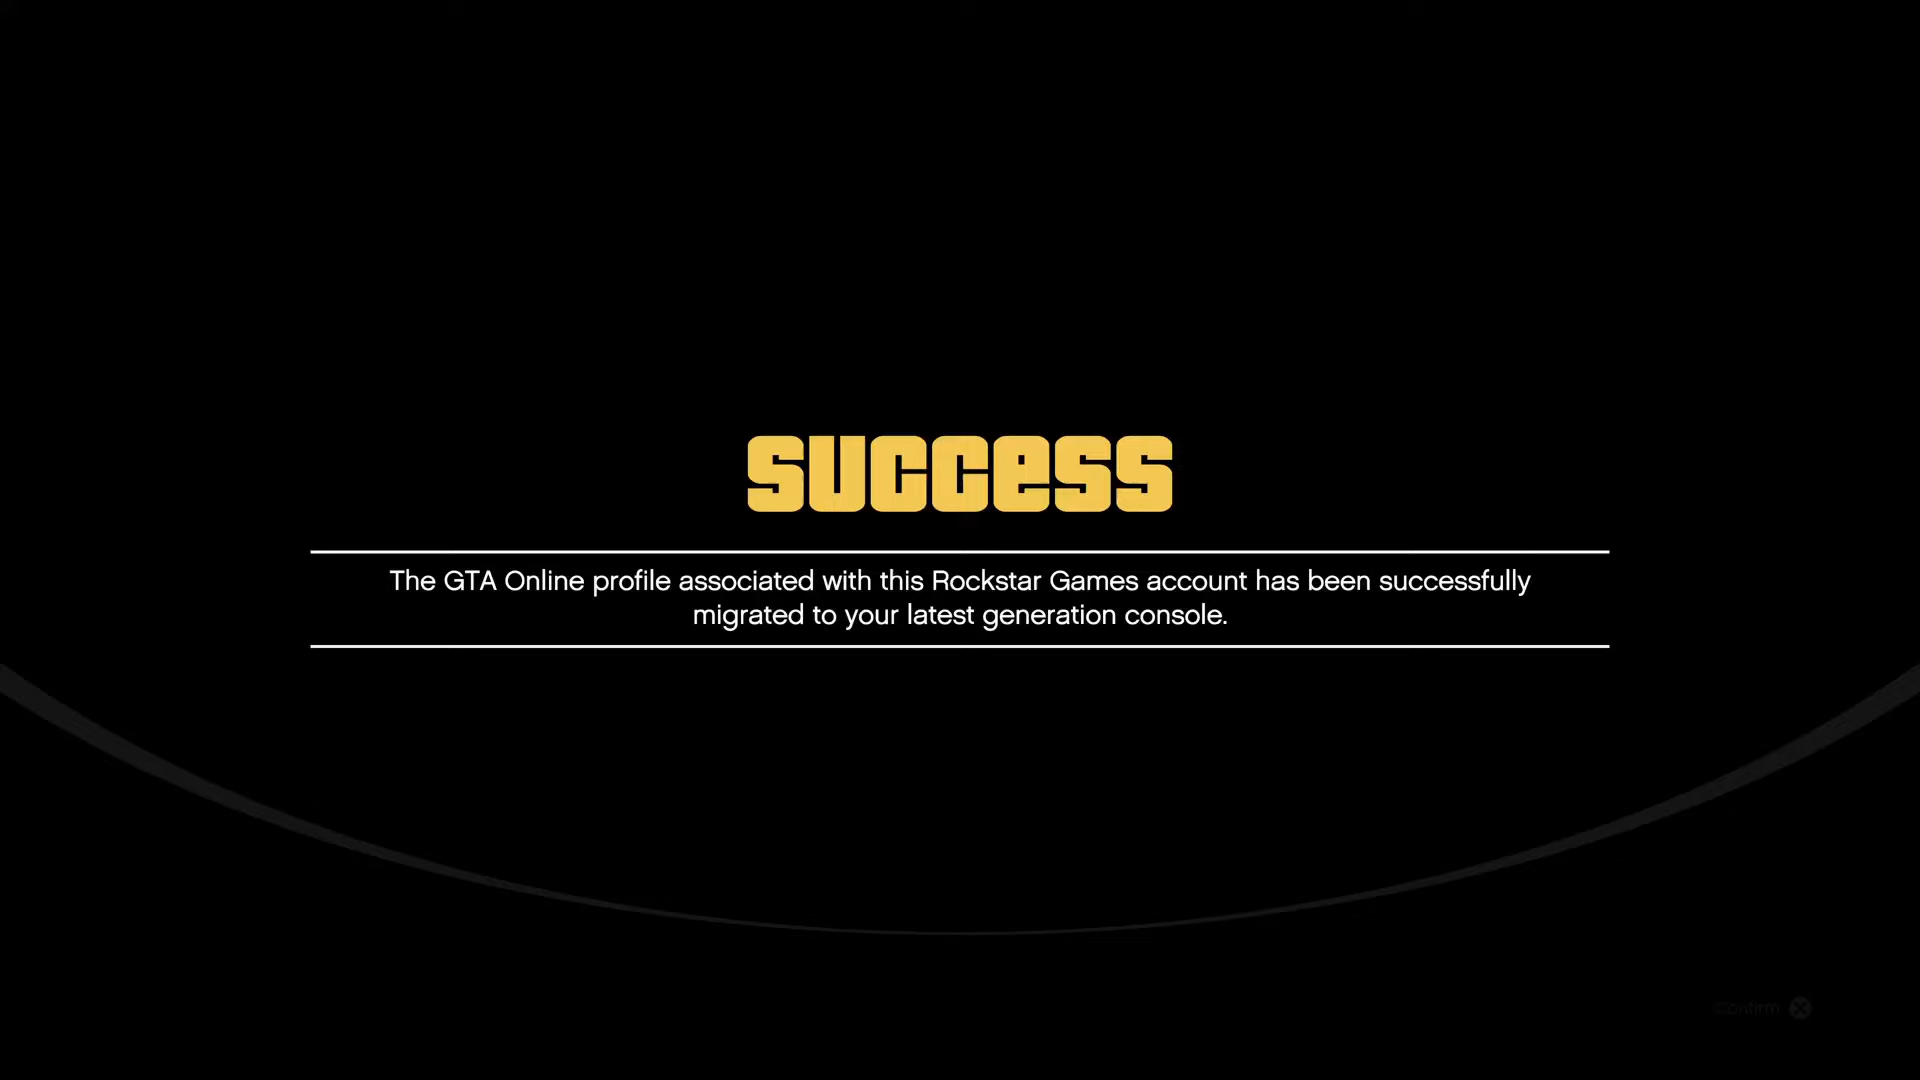 success
The GTA Online profile associated with this Rockstar Games account has been successfully
migrated to your latest generation console.
Confirm